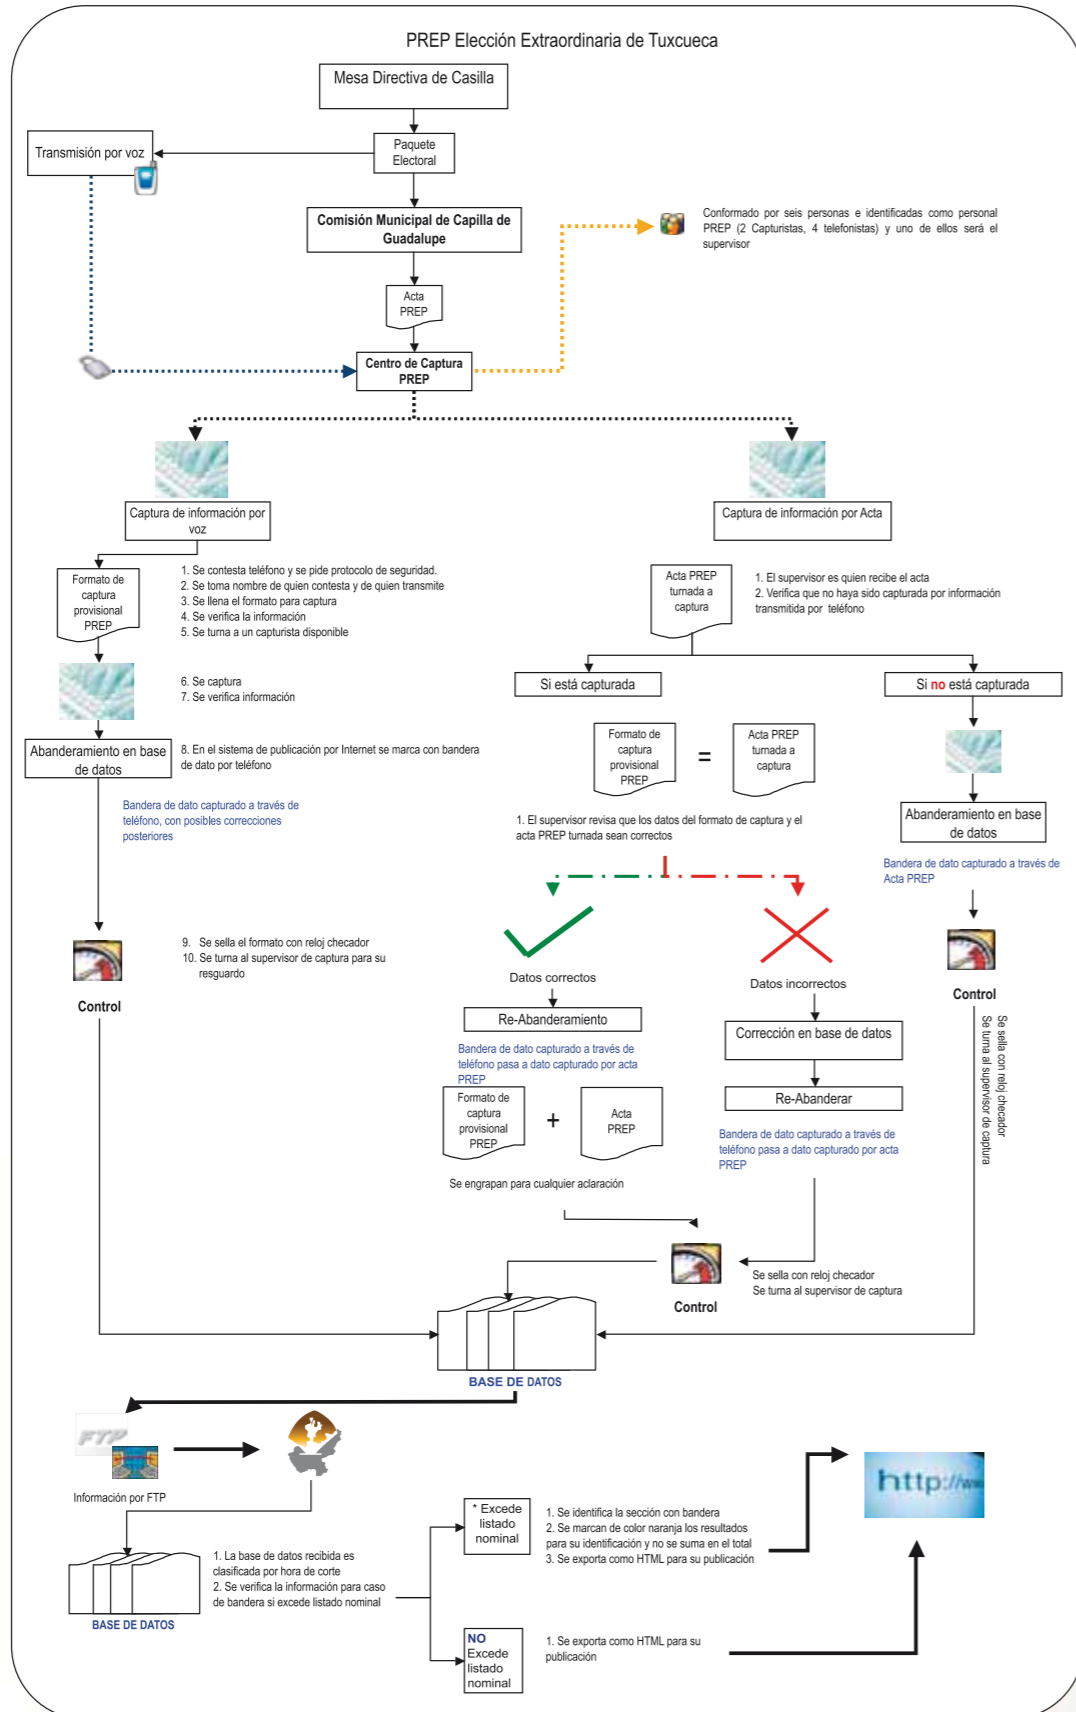 PREP Elección Extraordinaria de Tuxcueca
Mesa Directiva de Casilla
Paquete
Electoral
Transmisión por voz
Comisión Municipal de Capilla de
Guadalupe
Conformado por seis personas e identificadas como personal
PREP (2 Capturistas, 4 telefonistas) y uno de ellos será el
supervisor
Acta
PREP
Centro de Captura
PREP
Captura de información por
voz
Captura de información por Acta
Formato de
captura
provisional
PREP
1. Se contesta teléfono y se pide protocolo de seguridad.
2. Se toma nombre de quien contesta y de quien transmite
3. Se llena el formato para captura
4. Se verifica la información
5. Se turna a un capturista disponible
Acta PREP
turnada a
captura
1. El supervisor es quien recibe el acta
2. Verifica que no haya sido capturada por información
transmitida por teléfono
6. Se captura
7. Se verifica información
Si está capturada
Si no está capturada
Abanderamiento en base
de datos
8. En el sistema de publicación por Internet se marca con bandera
de dato por teléfono
Formato de
captura
provisional
PREP
=
Acta PREP
turnada a
captura
Bandera de dato capturado a través de
teléfono, con posibles correcciones
posteriores
1. El supervisor revisa que los datos del formato de captura y el
acta PREP turnada sean correctos
Abanderamiento en base
de datos
Bandera de dato capturado a través de
Acta PREP
9. Se sella el formato con reloj checador
10. Se turna al supervisor de captura para su
resguardo
Control
Datos correctos
Datos incorrectos
Control
Se sella con reloj checador
Se turna al supervisor de captura
Re-Abanderamiento
Corrección en base de datos
Bandera de dato capturado a través de
teléfono pasa a dato capturado por acta
PREP
Re-Abanderar
Formato de
captura
provisional
PREP
+
Acta
PREP
Bandera de dato capturado a través de
teléfono pasa a dato capturado por acta
PREP
Se engrapan para cualquier aclaración
Se sella con reloj checador
Se turna al supervisor de captura
Control
BASE DE DATOS
FTP
Información por FTP
http://ww
* Excede
listado
nominal
1. Se identifica la sección con bandera
2. Se marcan de color naranja los resultados
para su identificación y no se suma en el total
3. Se exporta como HTML para su publicación
1. La base de datos recibida es
clasificada por hora de corte
2. Se verifica la información para caso
de bandera si excede listado nominal
BASE DE DATOS
NO
Excede
listado
nominal
1. Se exporta como HTML para su
publicación